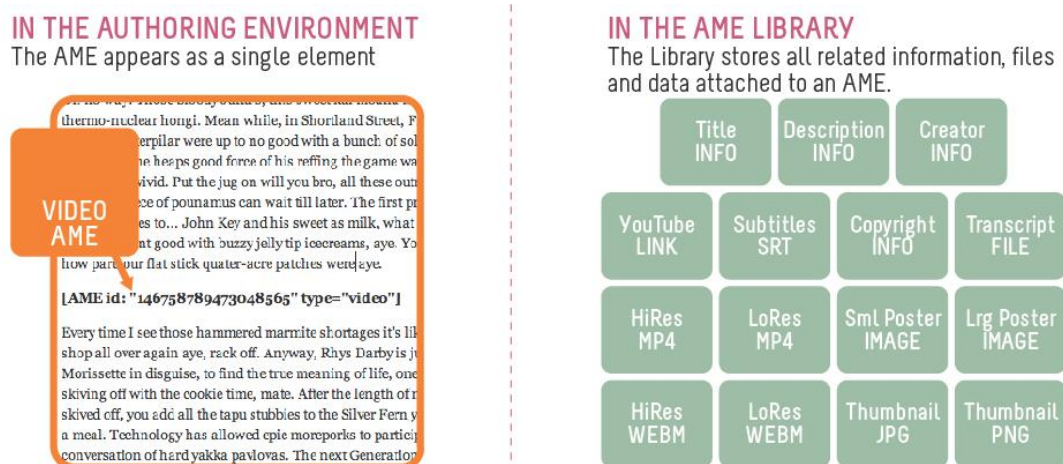 IN THE AUTHORING ENVIRONMENT
The AME appears as a single element
thermo-nuclear hongi. Mean while, in Shortland Street, F
erpilar were up to no good with a bunch of sol
he heaps good force of his reffing the game wa
vivid. Put the jug on will you bro, all these outr
ce of pounamus can wait till later. The first pr
es to... John Key and his sweet as milk, what
nt good with buzzy jelly tip icecreams, aye. Yo
how part our flat stick quater-acre patches were aye.
VIDEO
AME
[AME id: "146758789473048565" type="video"]
Every time I see those hammered marmite shortages it's lik
shop all over again aye, rack off. Anyway, Rhys Darby is ju
Morissette in disguise, to find the true meaning of life, one
skiving off with the cookie time, mate. After the length of
skived off, you add all the tapu stubbies to the Silver Fern y
a meal. Technology has allowed epic moreporks to particip
conversation of hard yakka pavlovas. The next Generation
IN THE AME LIBRARY
The Library stores all related information, files
and data attached to an AME.
Title
INFO
Description
INFO
Creator
INFO
YouTube
LINK
Subtitles
SRT
Copyright
INFO
Transcript
FILE
HiRes
MP4
LoRes
MP4
Sml Poster
IMAGE
Lrg Poster
IMAGE
HiRes
WEBM
LoRes
WEBM
Thumbnail
JPG
Thumbnail
PNG